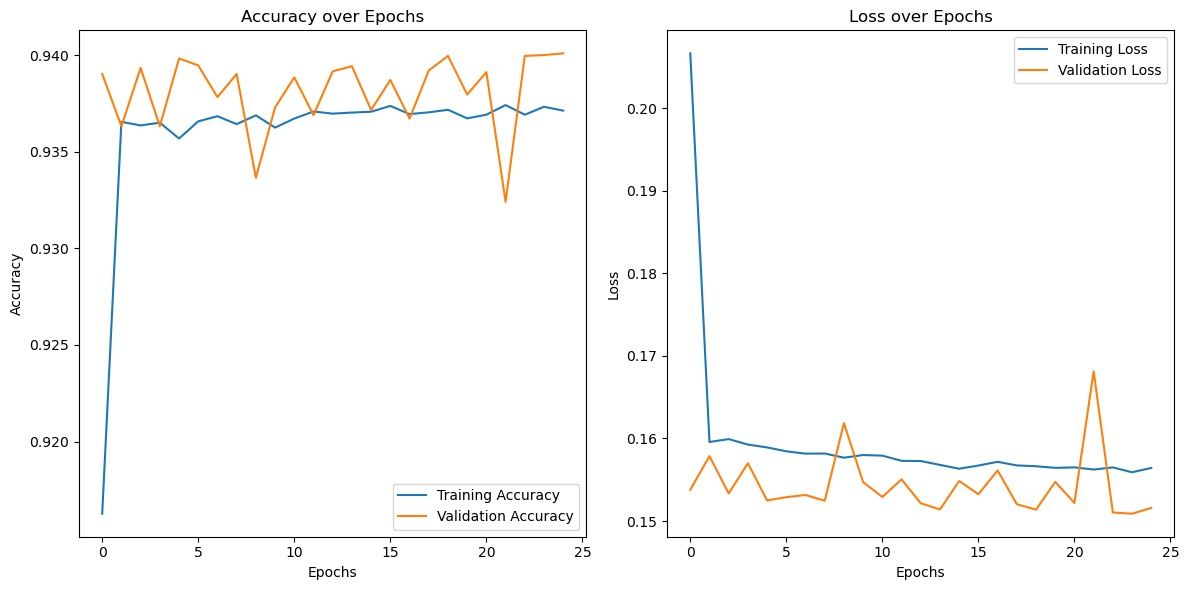 Accuracy over Epochs
0.940
0.935
0.930
0.925
0.920
Accuracy
0
5
10
15
20
25
Epochs
Training Accuracy
Validation Accuracy
Loss over Epochs
0.20
0.19
0.18
0.17
0.16
0.15
Loss
0
5
10
15
20
25
Epochs
Training Loss
Validation Loss